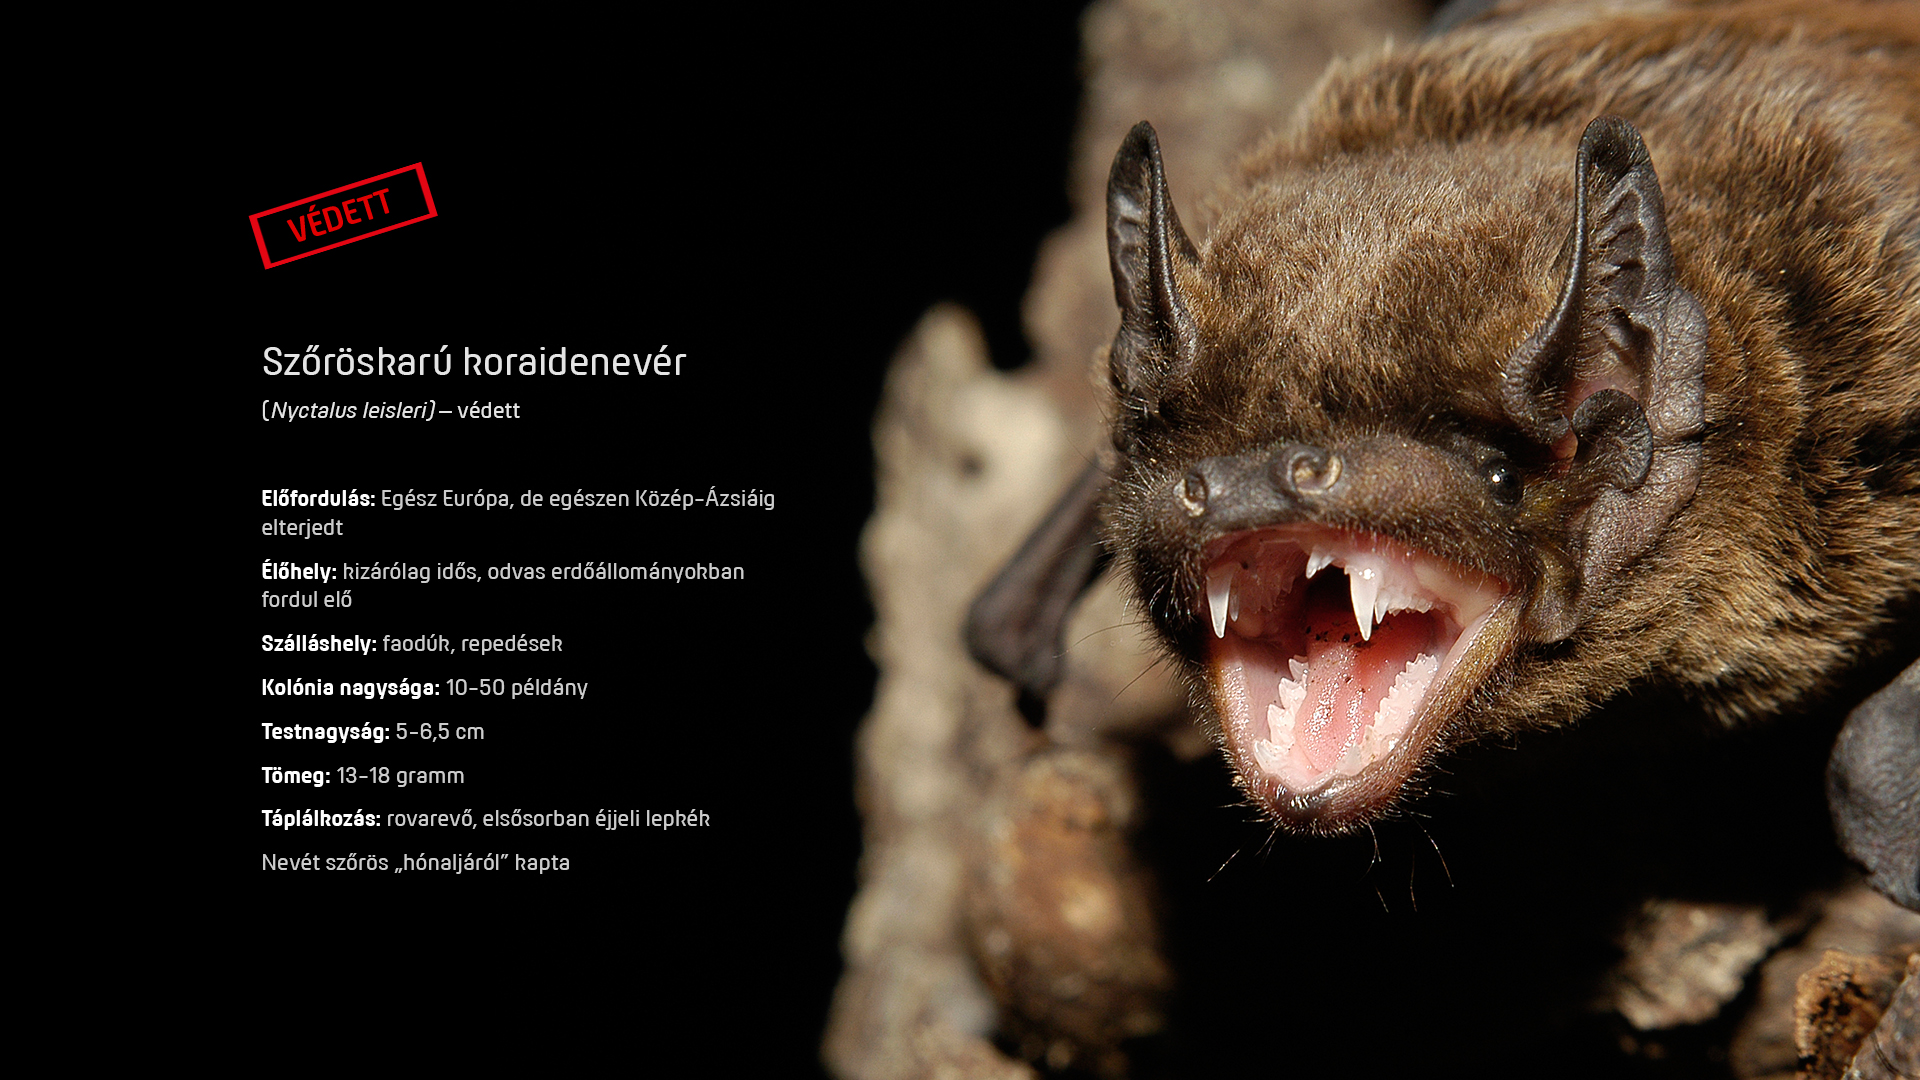 VÉDETT
Szőröskarú koraidenevér
(Nyctalus leisleri) – védett
Előfordulás: Egész Európa, de egészen Közép-Ázsiáig
elterjedt
Élőhely: kizárólag idős, odvas erdőállományokban
fordul elő
Szálláshely: faodúk, repedések
Kolónia nagysága: 10-50 példány
Testnagyság: 5-6,5 cm
Tömeg: 13-18 gramm
Táplálkozás: rovarevő, elsősorban éjjeli lepkék
Nevét szőrös „hónaljáról” kapta